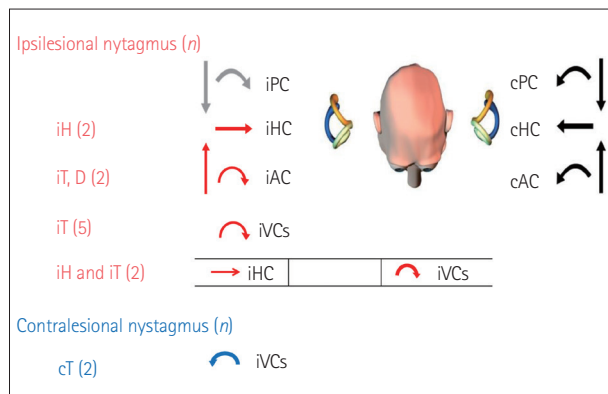 Ipsilesional nytagmus (n)
iPC cPC
iH (2) iHC cHC
iT, D (2) iAC cAC
iT (5) iVCs
iH and iT (2) iHC iVCs
Contralesional nystagmus (n)
cT (2) iVCs